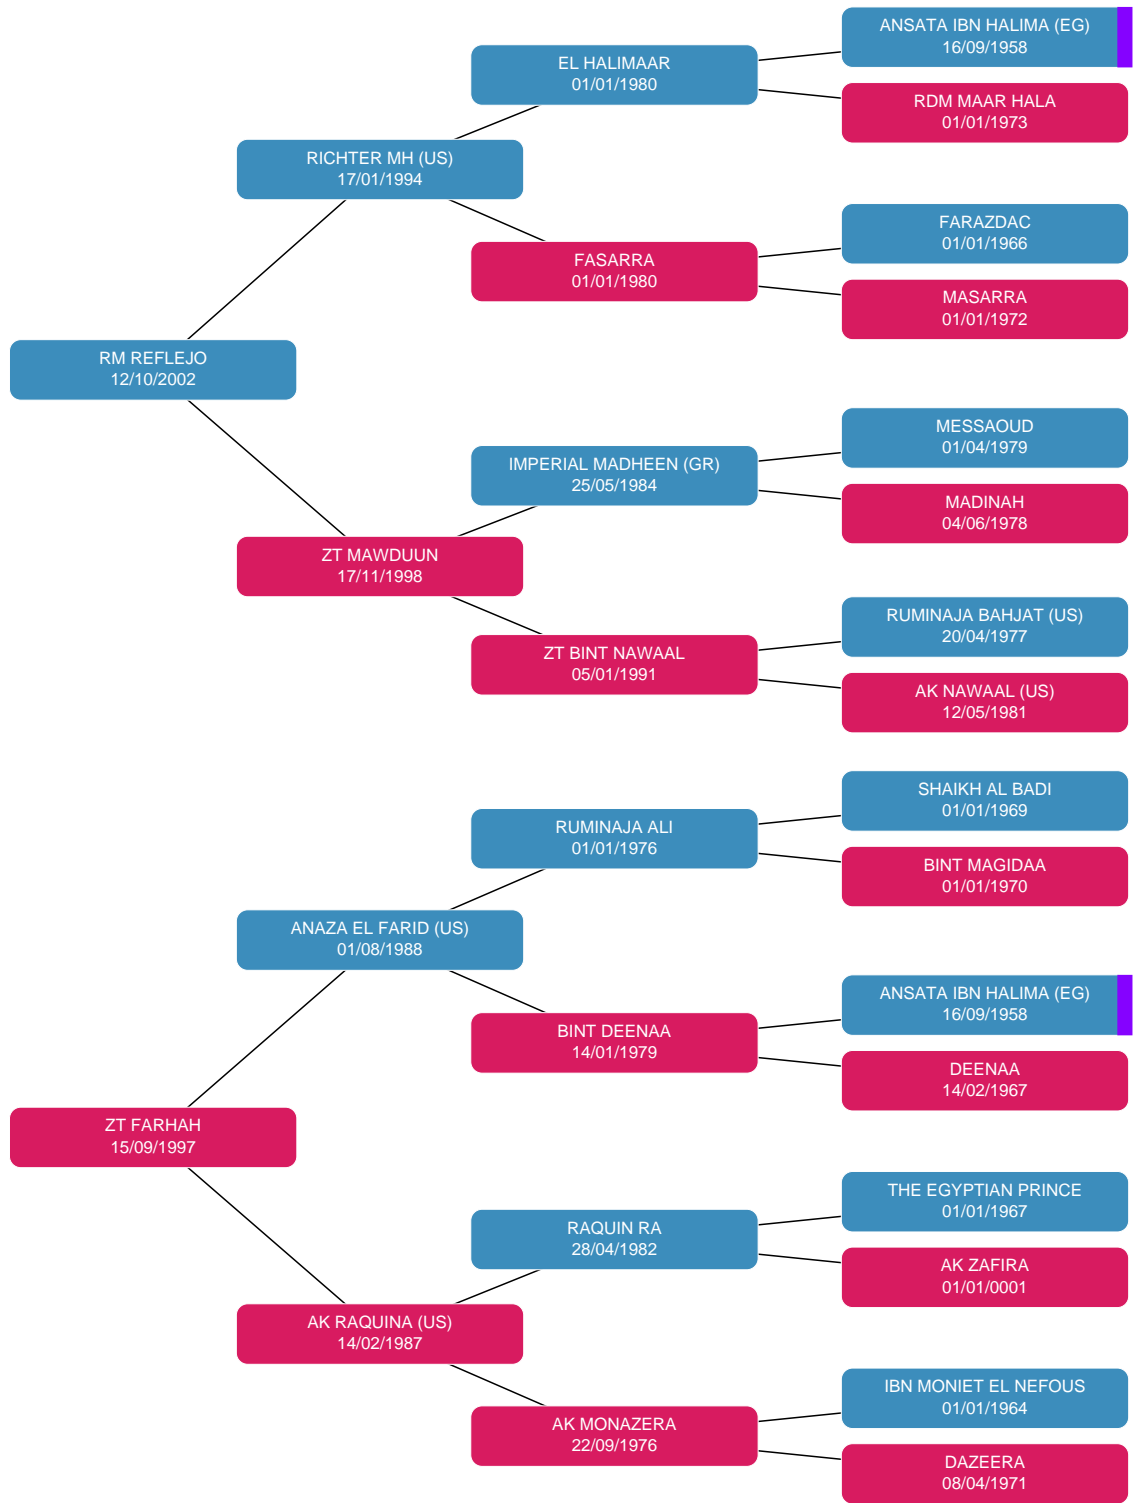 ANSATA IBN HALIMA (EG)
16/09/1958
EL HALIMAAR
01/01/1980
RDM MAAR HALA
01/01/1973
RICHTER MH (US)
17/01/1994
FARAZDAC
01/01/1966
FASARRA
01/01/1980
MASARRA
01/01/1972
RM REFLEJO
12/10/2002
MESSAOUD
01/04/1979
IMPERIAL MADHEEN (GR)
25/05/1984
MADINAH
04/06/1978
ZT MAWDUUN
17/11/1998
RUMINAJA BAHJAT (US)
20/04/1977
ZT BINT NAWAAL
05/01/1991
AK NAWAAL (US)
12/05/1981
SHAIKH AL BADI
01/01/1969
RUMINAJA ALI
01/01/1976
BINT MAGIDAA
01/01/1970
ANAZA EL FARID (US)
01/08/1988
ANSATA IBN HALIMA (EG)
16/09/1958
BINT DEENAA
14/01/1979
DEENAA
14/02/1967
ZT FARHAH
15/09/1997
THE EGYPTIAN PRINCE
01/01/1967
RAQUIN RA
28/04/1982
AK ZAFIRA
01/01/0001
AK RAQUINA (US)
14/02/1987
IBN MONIET EL NEFOUS
01/01/1964
AK MONAZERA
22/09/1976
DAZEERA
08/04/1971